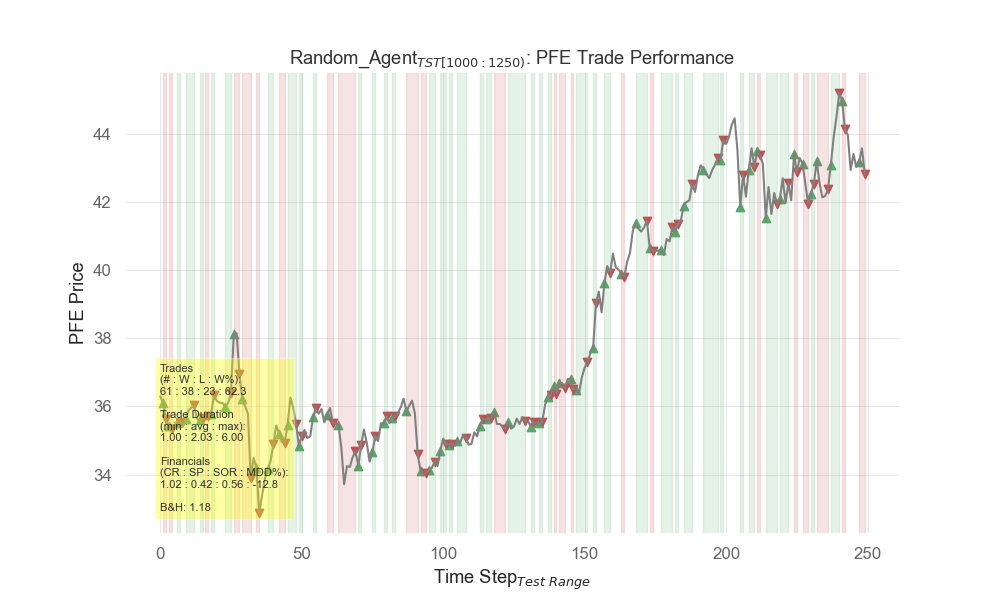 Random_Agent TST[1000 : 1250) : PFE Trade Performance
PFE Price
44
42
40
38
36
34
Trades
(# : W : L : W%):
61 : 38 : 23 : 62.3
Trade Duration
(min : avg : max):
1.00 : 2.03 : 6.00
Financials
(CR : SP : SOR : MDD%):
1.02 : 0.42 : 0.56 : -12.8
B&H: 1.18
0 50 100 150 200 250
Time Step Test Range